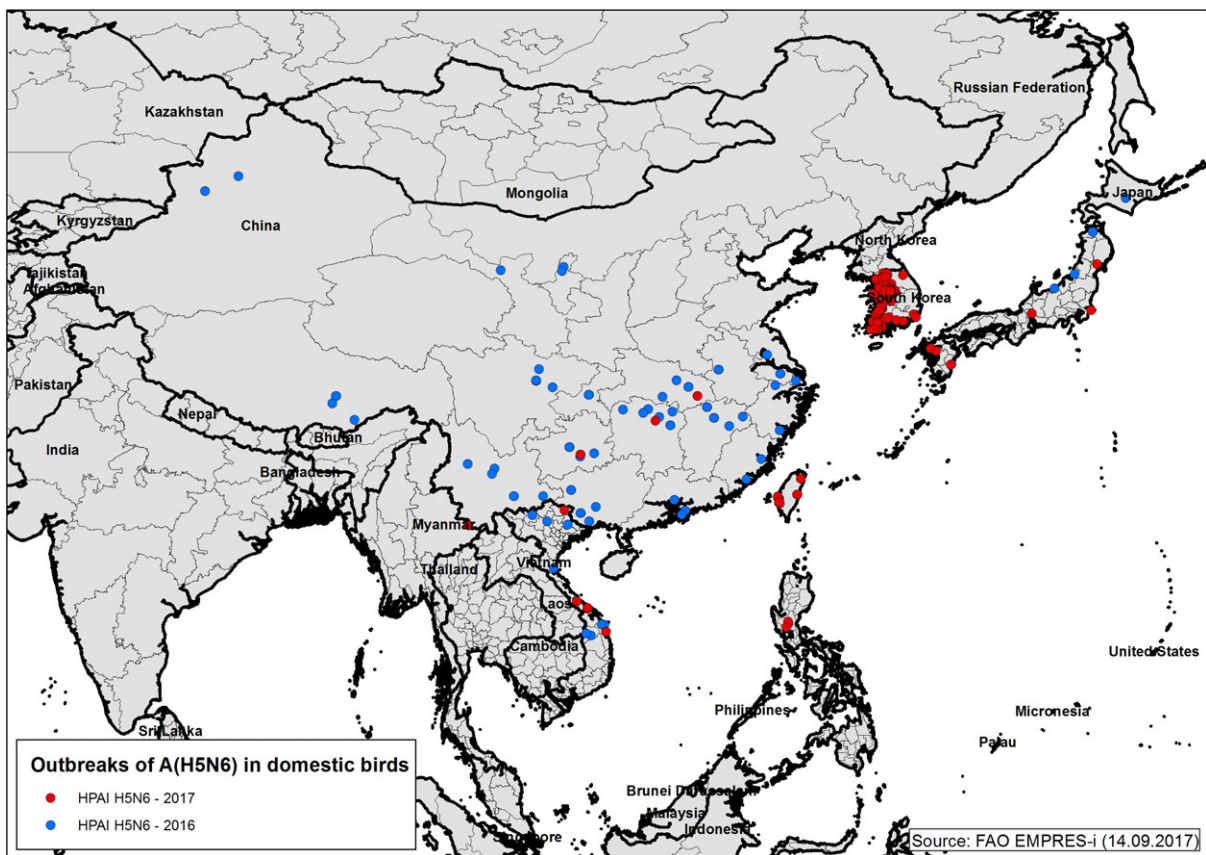 Russian Federation
Kazakhstan
Mongolia
Japan
Kyrgyzstan
China
North Korea
Tajikistan
Afghanistan
South Korea
Pakistan
Nepal
Bhutan
India
Bangladesh
Myanmar
Vietnam
Thailand
Laos
Cambodia
United States
Philippines
Micronesia
Sri Lanka
Palau
Outbreaks of A(H5N6) in domestic birds
HPAI H5N6 - 2017
HPAI H5N6 - 2016
Brunei Darussalam
Malaysia
Indonesia
Singapore
Source: FAO EMPRES-i (14.09.2017)